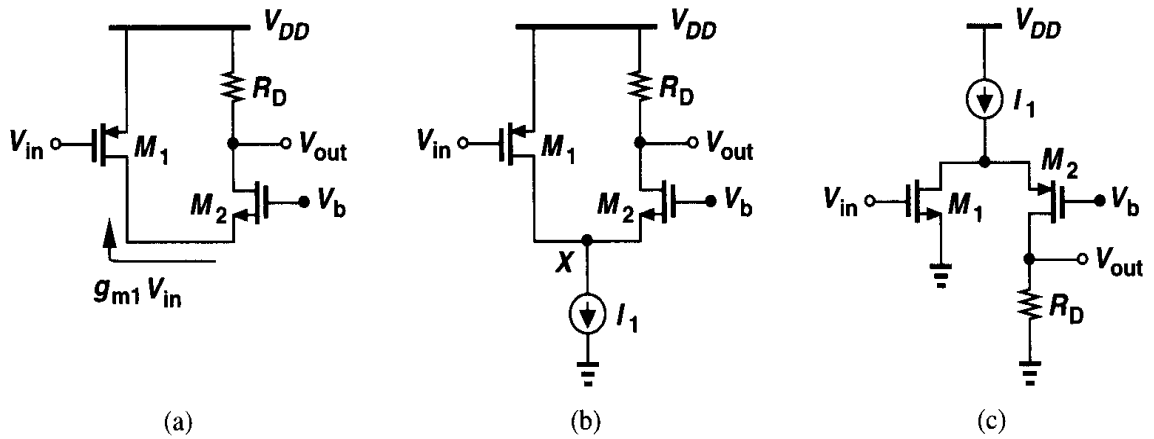 V_DD
R_D
V_in
M_1
V_out
M_2
V_b
g_m1 V_in
(a)
V_DD
R_D
V_in
M_1
V_out
M_2
V_b
X
I_1
(b)
V_DD
I_1
M_2
V_in
M_1
V_b
V_out
R_D
(c)